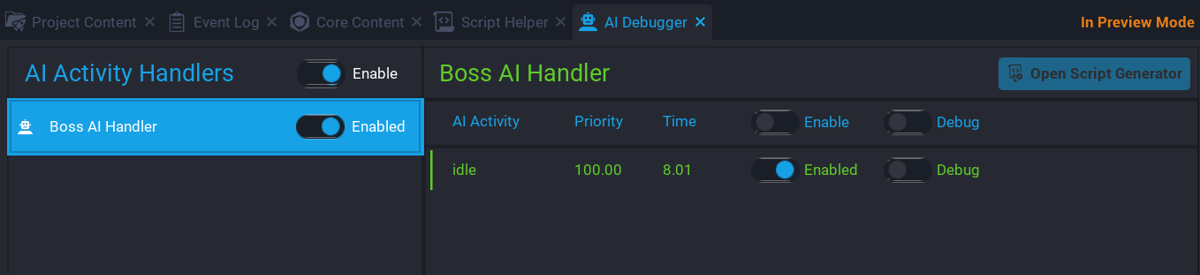 Project Content Event Log Core Content Script Helper AI Debugger In Preview Mode
AI Activity Handlers Enable
Boss AI Handler Enabled
Boss AI Handler Open Script Generator
AI Activity Priority Time Enable Debug
idle 100.00 8.01 Enabled Debug